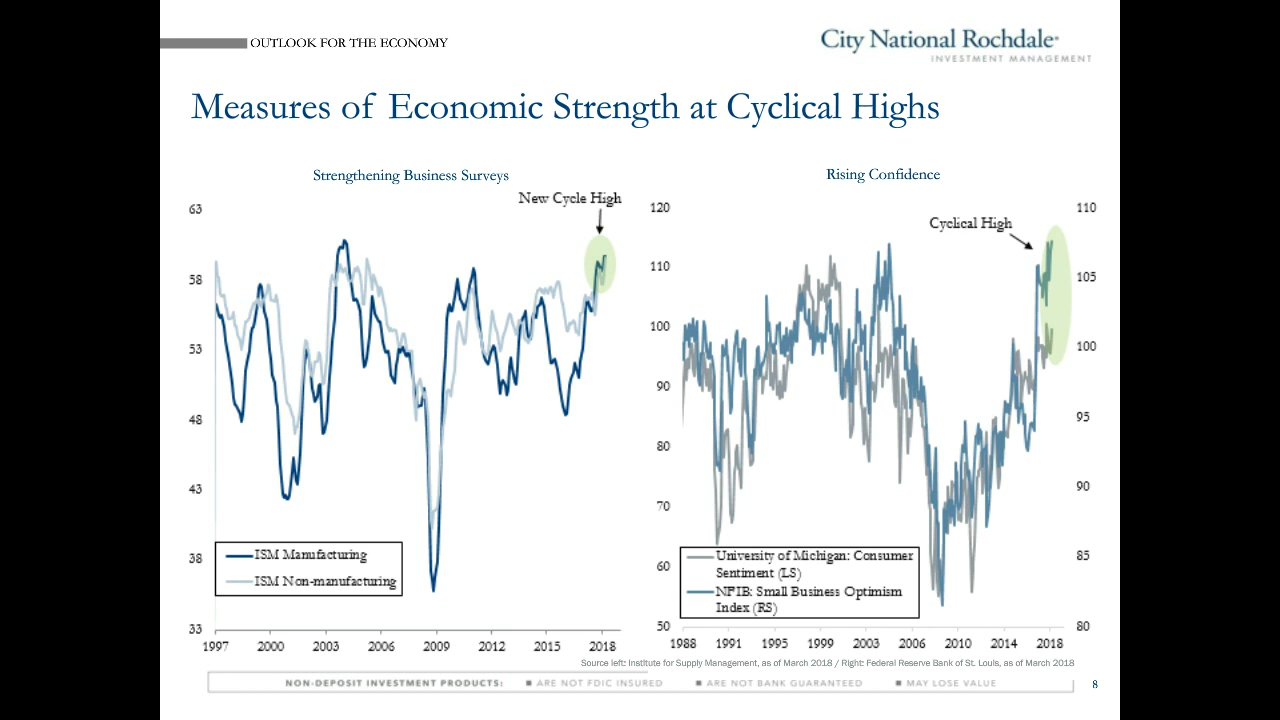 OUTLOOK FOR THE ECONOMY
City National Rochdale
INVESTMENT MANAGEMENT
Measures of Economic Strength at Cyclical Highs
Strengthening Business Surveys
New Cycle High
63
58
53
48
43
38
33
ISM Manufacturing
ISM Non-manufacturing
1997 2000 2003 2006 2009 2012 2015 2018
Rising Confidence
Cyclical High
120
110
100
90
80
70
60
50
110
105
100
95
90
85
80
University of Michigan: Consumer
Sentiment (LS)
NFIB: Small Business Optimism
Index (RS)
1988 1991 1995 1999 2003 2006 2010 2014 2018
Source left: Institute for Supply Management, as of March 2018 / Right: Federal Reserve Bank of St. Louis, as of March 2018
NON-DEPOSIT INVESTMENT PRODUCTS: ■ ARE NOT FDIC INSURED ■ ARE NOT BANK GUARANTEED ■ MAY LOSE VALUE
8